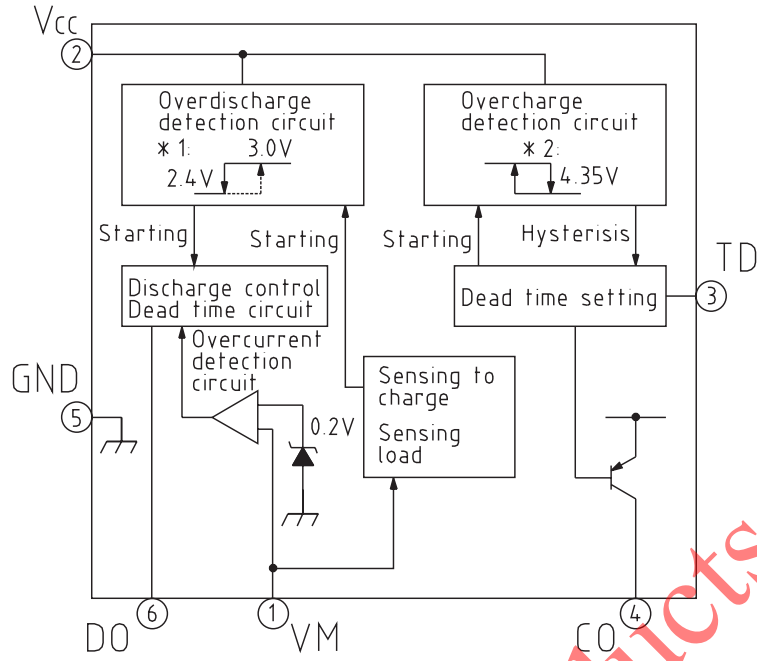 Vcc
2
Overdischarge
detection circuit
* 1: 3.0V
2.4V
Overcharge
detection circuit
* 2:
4.35V
Starting
Starting
Starting
Hysterisis
TD
3
Discharge control
Dead time circuit
Dead time setting
Overcurrent
detection
circuit
GND
5
0.2V
Sensing to
charge
Sensing
load
DO
6
1
VM
CO
4